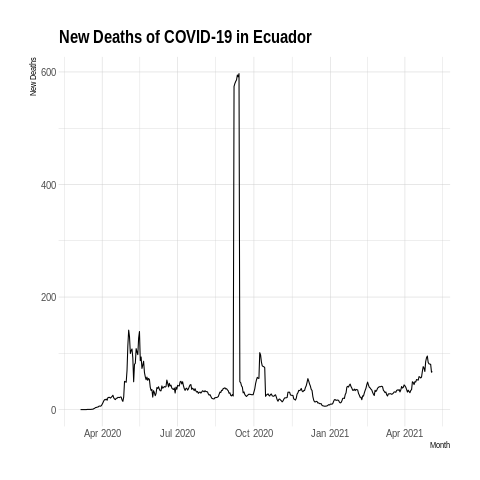 New Deaths of COVID-19 in Ecuador
New Deaths
600
400
200
0
Apr 2020 Jul 2020 Oct 2020 Jan 2021 Apr 2021
Month